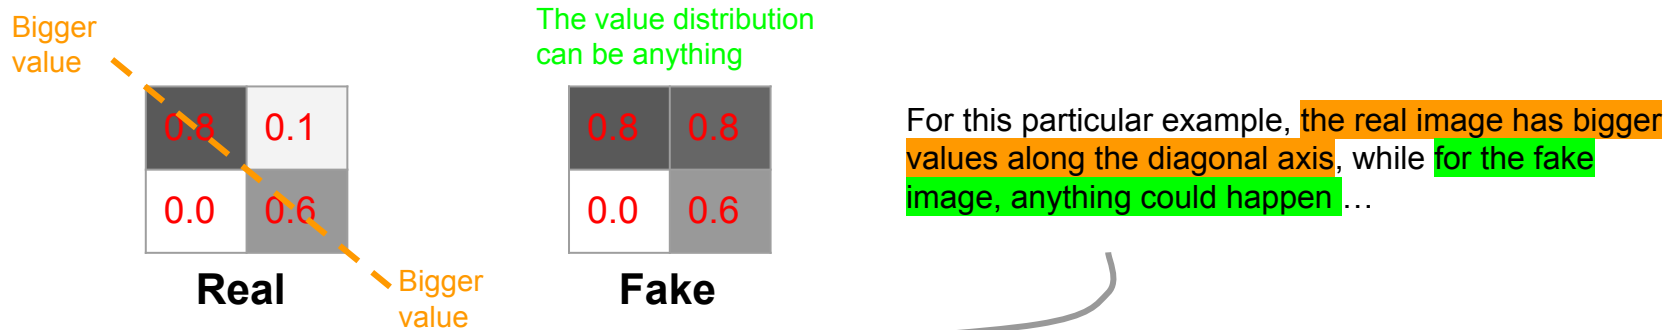 Bigger
value
The value distribution
can be anything
0.8 0.1
0.0 0.6
Real
Bigger
value
0.8 0.8
0.0 0.6
Fake
For this particular example, the real image has bigger
values along the diagonal axis, while for the fake
image, anything could happen …